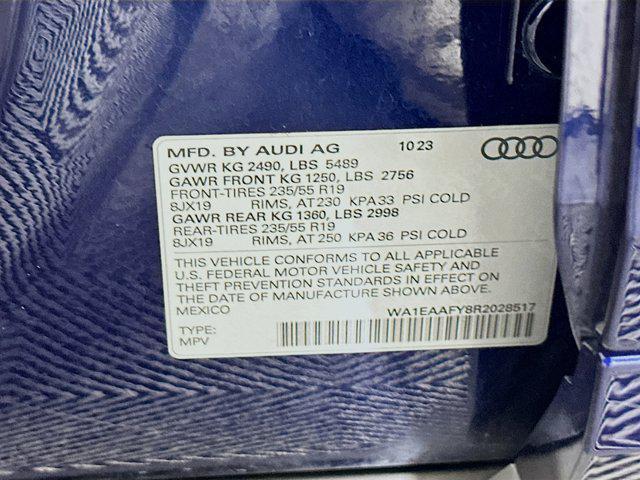 MFD. BY AUDI AG 10 23
GVWR KG 2490, LBS 5489
GAWR FRONT KG 1250, LBS 2756
FRONT-TIRES 235/55 R19
8JX19 RIMS, AT 230 KPA 33 PSI COLD
GAWR REAR KG 1360, LBS 2998
REAR-TIRES 235/55 R19
8JX19 RIMS, AT 250 KPA 36 PSI COLD
THIS VEHICLE CONFORMS TO ALL APPLICABLE
U.S. FEDERAL MOTOR VEHICLE SAFETY AND
THEFT PREVENTION STANDARDS IN EFFECT ON
THE DATE OF MANUFACTURE SHOWN ABOVE.
MEXICO WA1EAAFY8R2028517
TYPE:
MPV